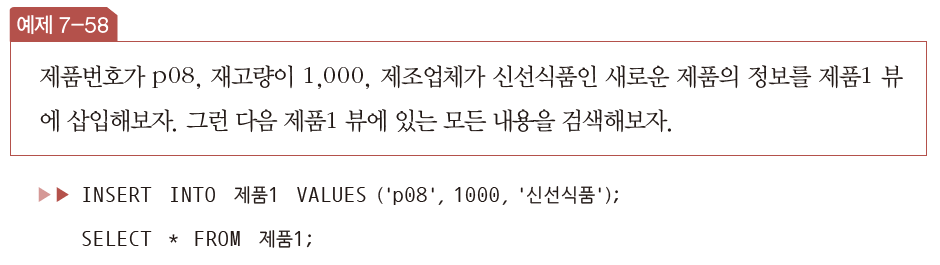 예제 7-58
제품번호가 p08, 재고량이 1,000, 제조업체가 신선식품인 새로운 제품의 정보를 제품1 뷰
에 삽입해보자. 그런 다음 제품1 뷰에 있는 모든 내용을 검색해보자.
▶▶ INSERT INTO 제품1 VALUES ('p08', 1000, '신선식품');
SELECT * FROM 제품1;